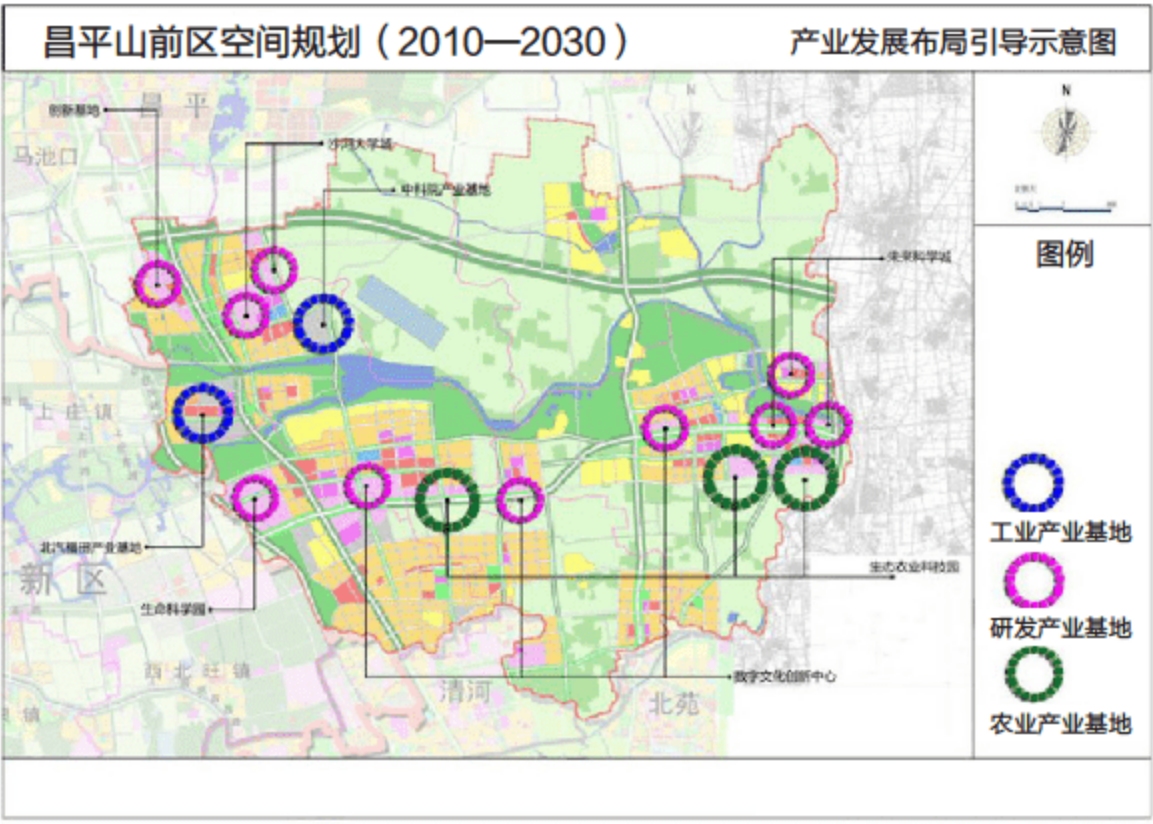 昌平山前区空间规划（2010—2030）
产业发展布局引导示意图
创新基地
昌平
马池口
沙河大学城
中科院产业基地
N
N
未来科学城
图例
上庄镇
北汽福田产业基地
新区
生命科学园
生态农业科技园
工业产业基地
研发产业基地
农业产业基地
西北旺镇
清河
数字文化创新中心
北苑
镇